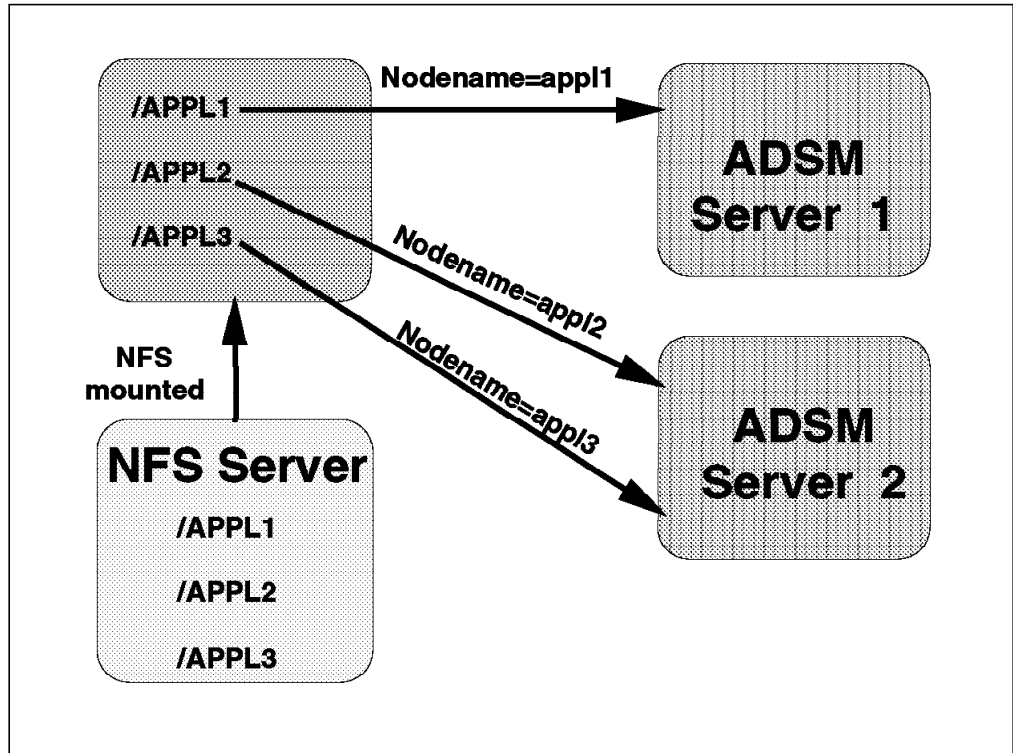 Nodename=appl1
/APPL1
/APPL2
/APPL3
ADSM
Server 1
Nodename=appl2
Nodename=appl3
NFS
mounted
ADSM
Server 2
NFS Server
/APPL1
/APPL2
/APPL3